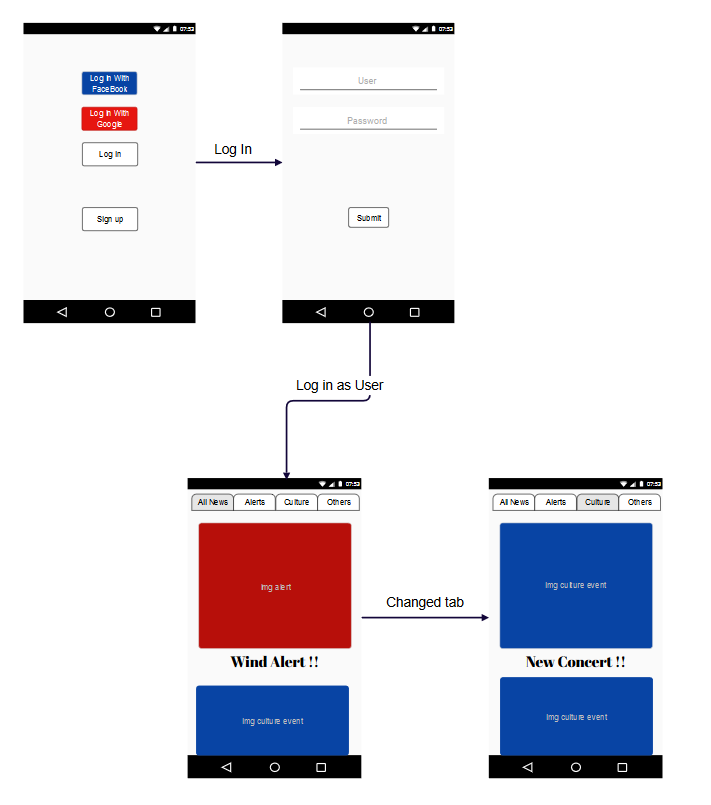 07:53
Log In With
FaceBook
Log In With
Google
Log In
Sign up
Log In
07:53
User
Password
Submit
Log in as User
07:53
All News Alerts Culture Others
Img alert
Wind Alert !!
Img culture event
Changed tab
07:53
All News Alerts Culture Others
Img culture event
New Concert !!
Img culture event